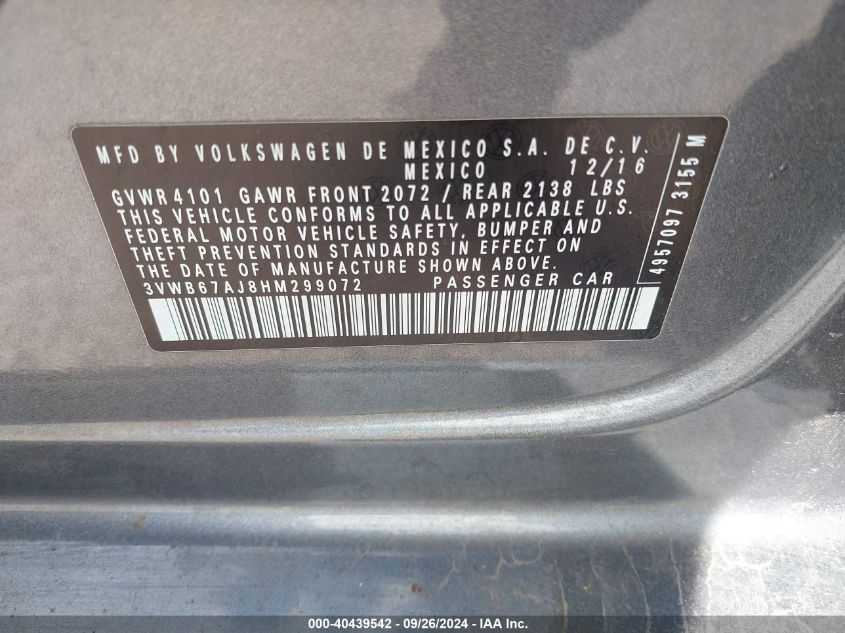 MFD BY VOLKSWAGEN DE MEXICO S.A. DE C.V.
MEXICO 12/16
GVWR 4101 GAWR FRONT 2072 / REAR 2138 LBS
THIS VEHICLE CONFORMS TO ALL APPLICABLE U.S.
FEDERAL MOTOR VEHICLE SAFETY, BUMPER AND
THEFT PREVENTION STANDARDS IN EFFECT ON
THE DATE OF MANUFACTURE SHOWN ABOVE.
3VWB67AJ8HM299072 PASSENGER CAR
4957097 3155 M
000-40439542 - 09/26/2024 - IAA Inc.